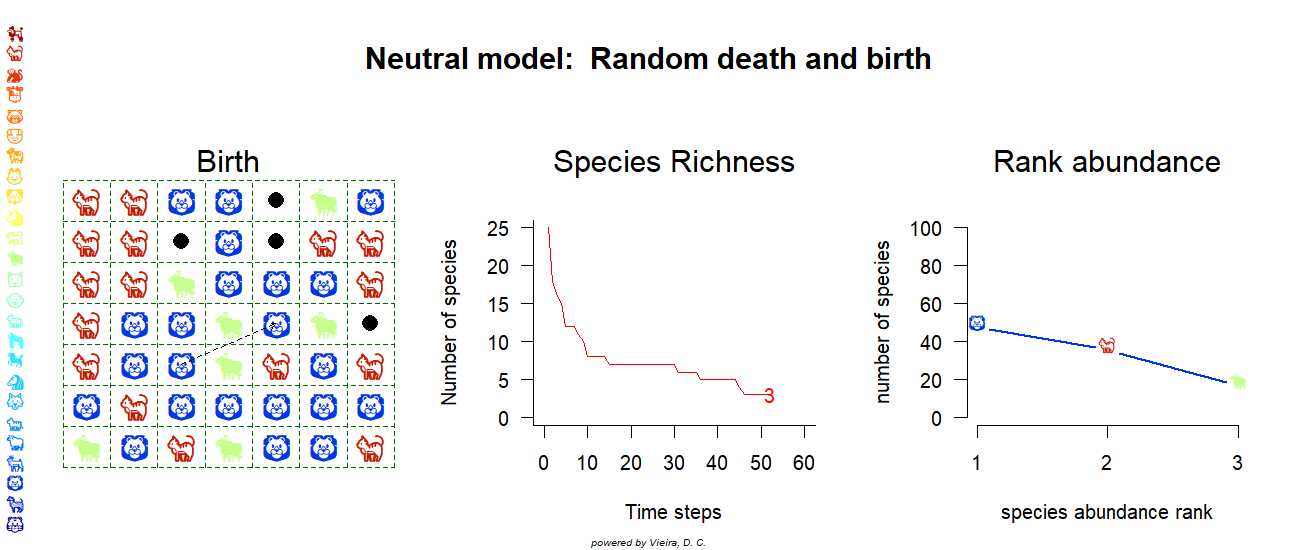 Neutral model:  Random death and birth
Birth
Species Richness
Rank abundance
Number of species
25
20
15
10
5
0
3
0 10 20 30 40 50 60
Time steps
number of species
100
80
60
40
20
0
1 2 3
species abundance rank
powered by Vieira, D. C.